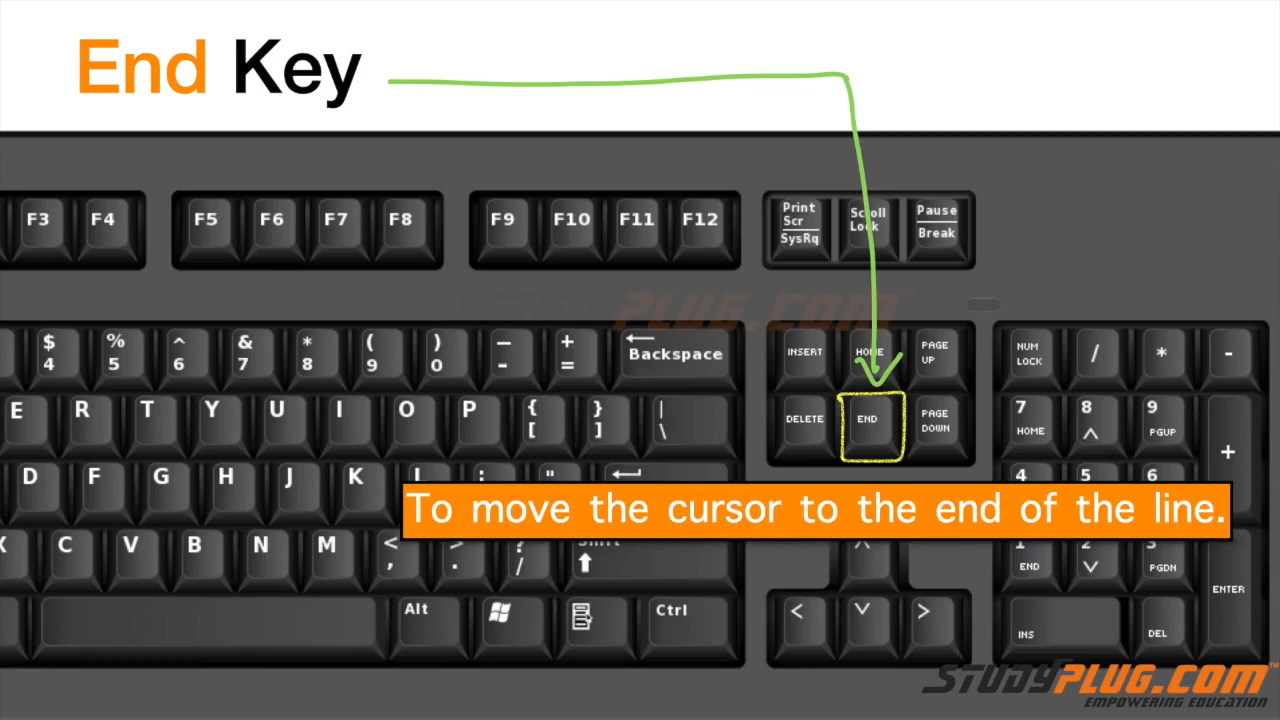 End Key
F3 F4 F5 F6 F7 F8 F9 F10 F11 F12 Print Scr SysRq Scroll Lock Pause Break
STUDYPLUG.COM
$ % ^ & * ( ) — + Backspace INSERT HOME PAGE UP NUM LOCK / * -
4 5 6 7 8 9 0 - =
E R T Y U I O P { } | DELETE END PAGE DOWN 7 8 9 +
[ ] \ HOME ^ PGUP
D F G H J K L : " 4 5 6
To move the cursor to the end of the line.
X C V B N M < > ? Shift ^ 1 2 3
, . / END PGDN ENTER
Alt Ctrl < > INS DEL
STUDYPLUG.COM™
EMPOWERING EDUCATION